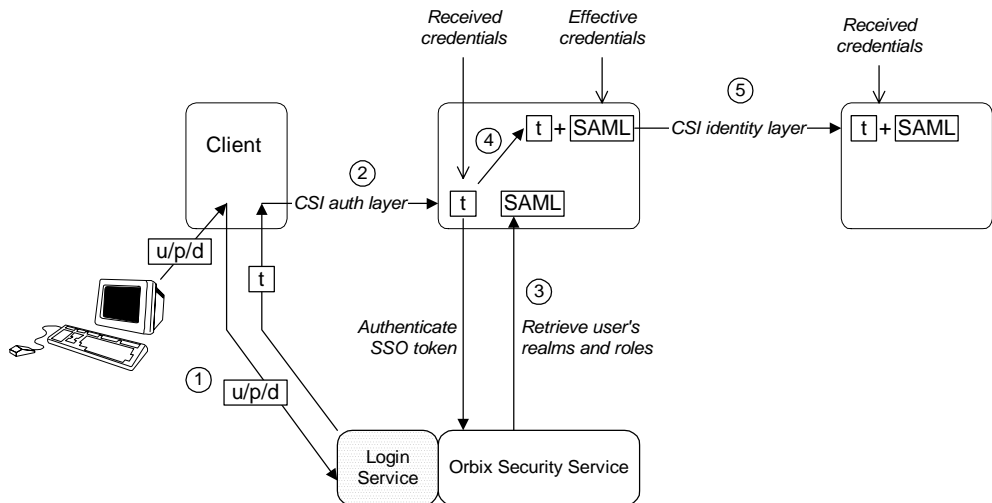 Received
credentials
Effective
credentials
Received
credentials
5
t + SAML
CSI identity layer
t + SAML
4
Client
2
CSI auth layer
t
SAML
u/p/d
t
3
Authenticate
SSO token
Retrieve user's
realms and roles
1
u/p/d
Login
Service
Orbix Security Service